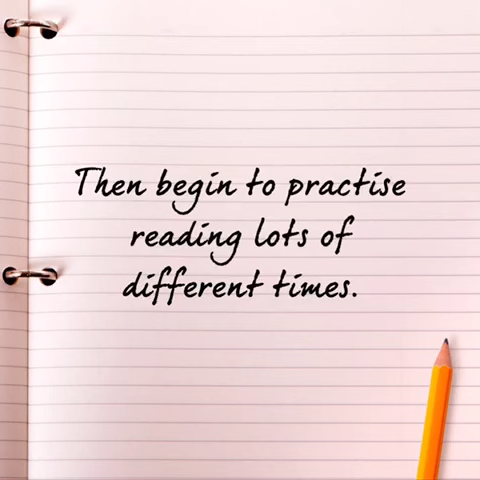 Then begin to practise
reading lots of
different times.